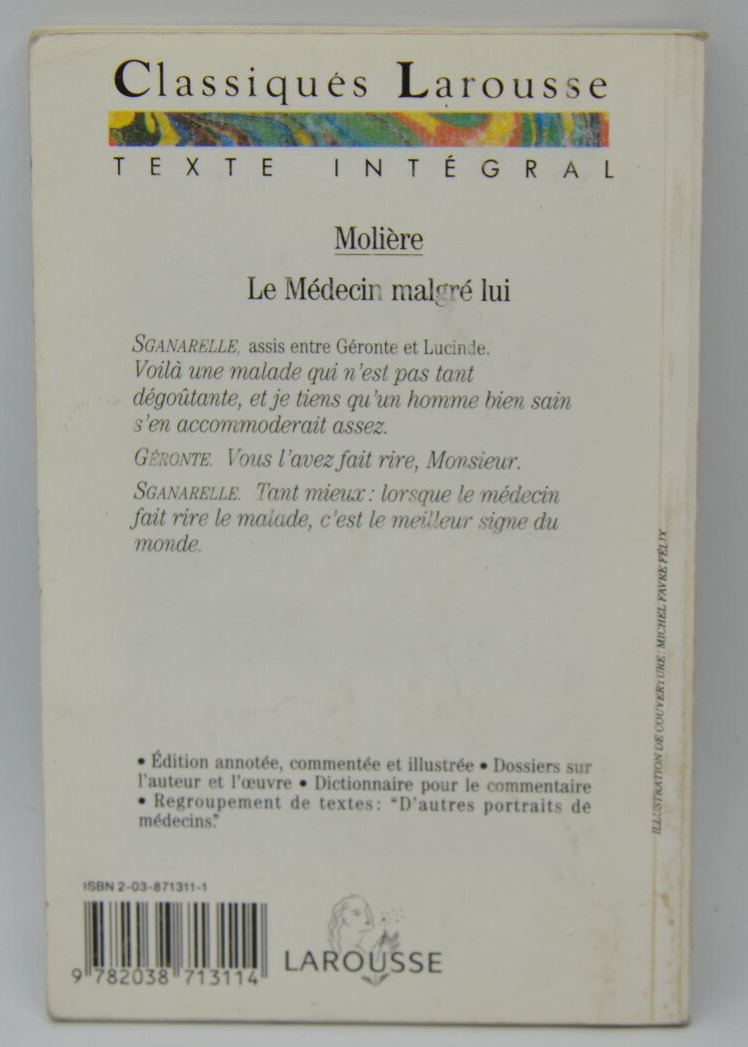 Classiques Larousse
TEXTE INTÉGRAL
Molière
Le Médecin malgré lui
SGANARELLE, assis entre Géronte et Lucinde.
Voilà une malade qui n'est pas tant
dégoûtante, et je tiens qu'un homme bien sain
s'en accommoderait assez.
GÉRONTE. Vous l'avez fait rire, Monsieur.
SGANARELLE. Tant mieux : lorsque le médecin
fait rire le malade, c'est le meilleur signe du
monde.
• Édition annotée, commentée et illustrée • Dossiers sur
l'auteur et l'œuvre • Dictionnaire pour le commentaire
• Regroupement de textes : "D'autres portraits de
médecins."
ILLUSTRATION DE COUVERTURE : MICHEL FAVRE FÉLIX
ISBN 2-03-871311-1
9 782038 713114
LAROUSSE